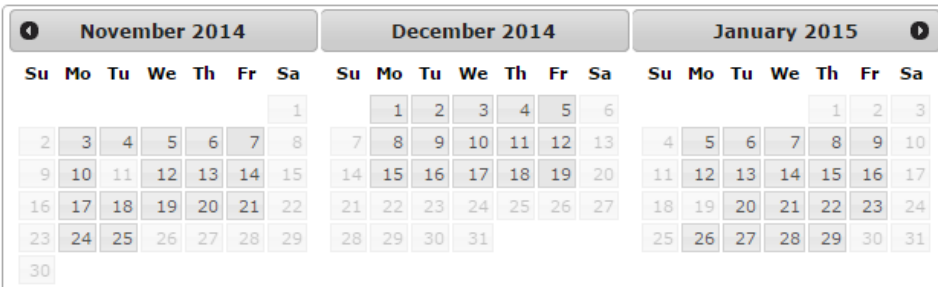 November 2014 December 2014 January 2015
Su Mo Tu We Th Fr Sa Su Mo Tu We Th Fr Sa Su Mo Tu We Th Fr Sa
1 1 2 3 4 5 6 1 2 3
2 3 4 5 6 7 8 7 8 9 10 11 12 13 4 5 6 7 8 9 10
9 10 11 12 13 14 15 14 15 16 17 18 19 20 11 12 13 14 15 16 17
16 17 18 19 20 21 22 21 22 23 24 25 26 27 18 19 20 21 22 23 24
23 24 25 26 27 28 29 28 29 30 31 25 26 27 28 29 30 31
30